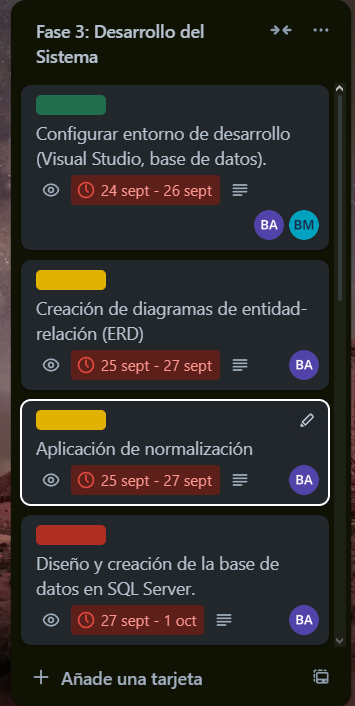 Fase 3: Desarrollo del
Sistema
Configurar entorno de desarrollo
(Visual Studio, base de datos).
24 sept - 26 sept
BA BM
Creación de diagramas de entidad-
relación (ERD)
25 sept - 27 sept BA
Aplicación de normalización
25 sept - 27 sept BA
Diseño y creación de la base de
datos en SQL Server.
27 sept - 1 oct BA
Añade una tarjeta